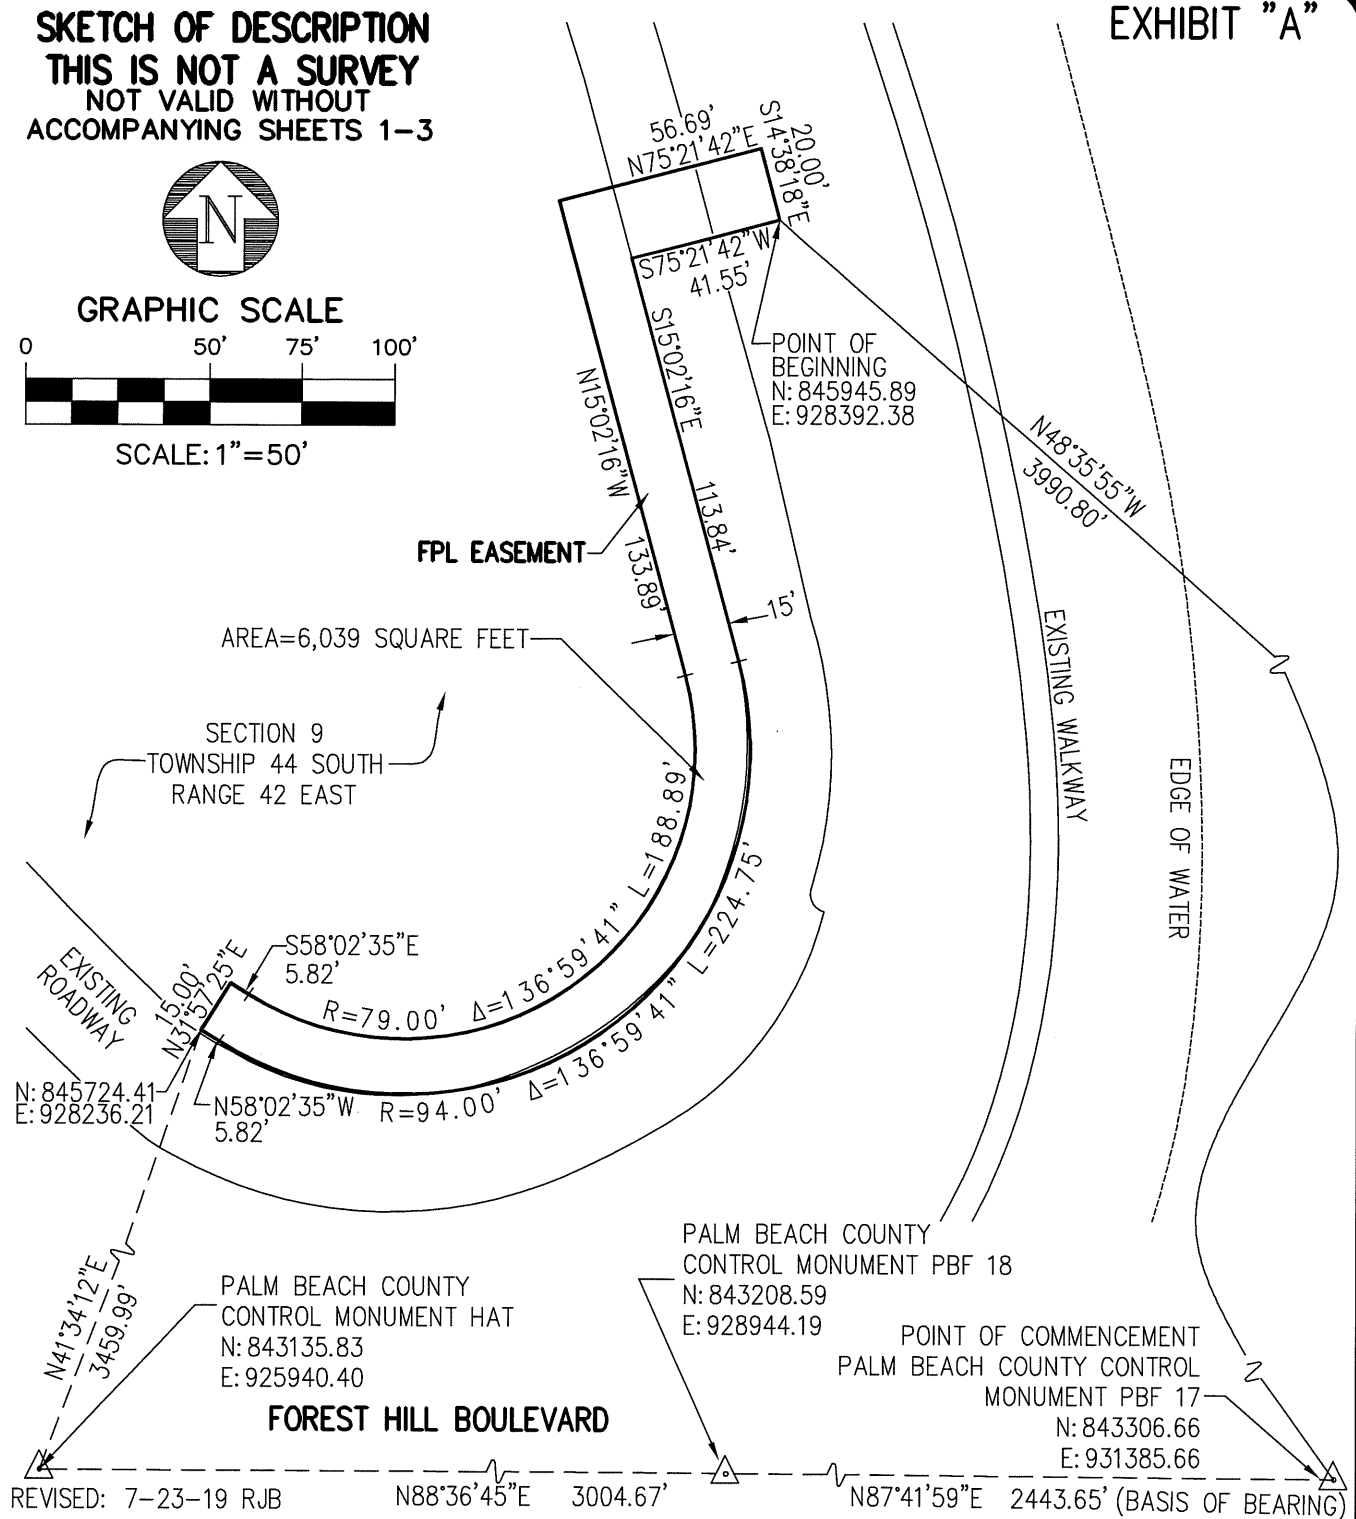 SKETCH OF DESCRIPTION
THIS IS NOT A SURVEY
NOT VALID WITHOUT
ACCOMPANYING SHEETS 1-3
EXHIBIT "A"
N
GRAPHIC SCALE
0 50' 75' 100'
SCALE: 1"=50'
56.69'
N75°21'42"E
S14°38'18"E
20.00'
S75°21'42"W
41.55'
POINT OF
BEGINNING
N: 845945.89
E: 928392.38
N48°35'55"W
3990.80'
S15°02'16"E
113.84'
N15°02'16"W
133.89'
FPL EASEMENT
15'
AREA=6,039 SQUARE FEET
SECTION 9
TOWNSHIP 44 SOUTH
RANGE 42 EAST
EXISTING WALKWAY
EDGE OF WATER
R=79.00' Δ=136°59'41" L=188.89'
R=94.00' Δ=136°59'41" L=224.75'
S58°02'35"E
5.82'
EXISTING
ROADWAY
15.00'
N31°57'25"E
N: 845724.41
E: 928236.21
N58°02'35"W
5.82'
N41°34'12"E
3459.99'
PALM BEACH COUNTY
CONTROL MONUMENT HAT
N: 843135.83
E: 925940.40
PALM BEACH COUNTY
CONTROL MONUMENT PBF 18
N: 843208.59
E: 928944.19
POINT OF COMMENCEMENT
PALM BEACH COUNTY CONTROL
MONUMENT PBF 17
N: 843306.66
E: 931385.66
FOREST HILL BOULEVARD
REVISED: 7-23-19 RJB
N88°36'45"E 3004.67'
N87°41'59"E 2443.65' (BASIS OF BEARING)